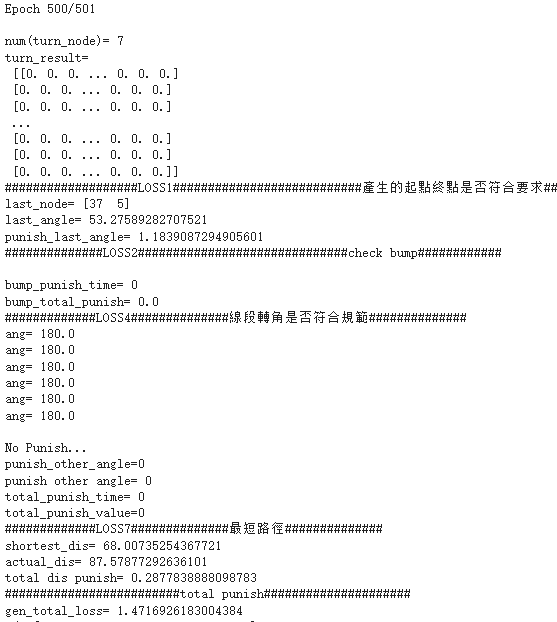 Epoch 500/501
num(turn_node)= 7
turn_result=
[[0. 0. 0. ... 0. 0. 0.]
[0. 0. 0. ... 0. 0. 0.]
[0. 0. 0. ... 0. 0. 0.]
...
[0. 0. 0. ... 0. 0. 0.]
[0. 0. 0. ... 0. 0. 0.]
[0. 0. 0. ... 0. 0. 0.]]
###################LOSS1###########################產生的起點終點是否符合要求##
last_node= [37  5]
last_angle= 53.27589282707521
punish_last_angle= 1.1839087294905601
##############LOSS2##############################check bump############
bump_punish_time= 0
bump_total_punish= 0.0
#############LOSS4##############線段轉角是否符合規範##############
ang= 180.0
ang= 180.0
ang= 180.0
ang= 180.0
ang= 180.0
ang= 180.0
No Punish...
punish_other_angle=0
punish other angle= 0
total_punish_time= 0
total_punish_value=0
#############LOSS7##############最短路徑##############
shortest_dis= 68.00735254367721
actual_dis= 87.57877292636101
total dis punish= 0.2877838888098783
#########################total punish#####################
gen_total_loss= 1.4716926183004384